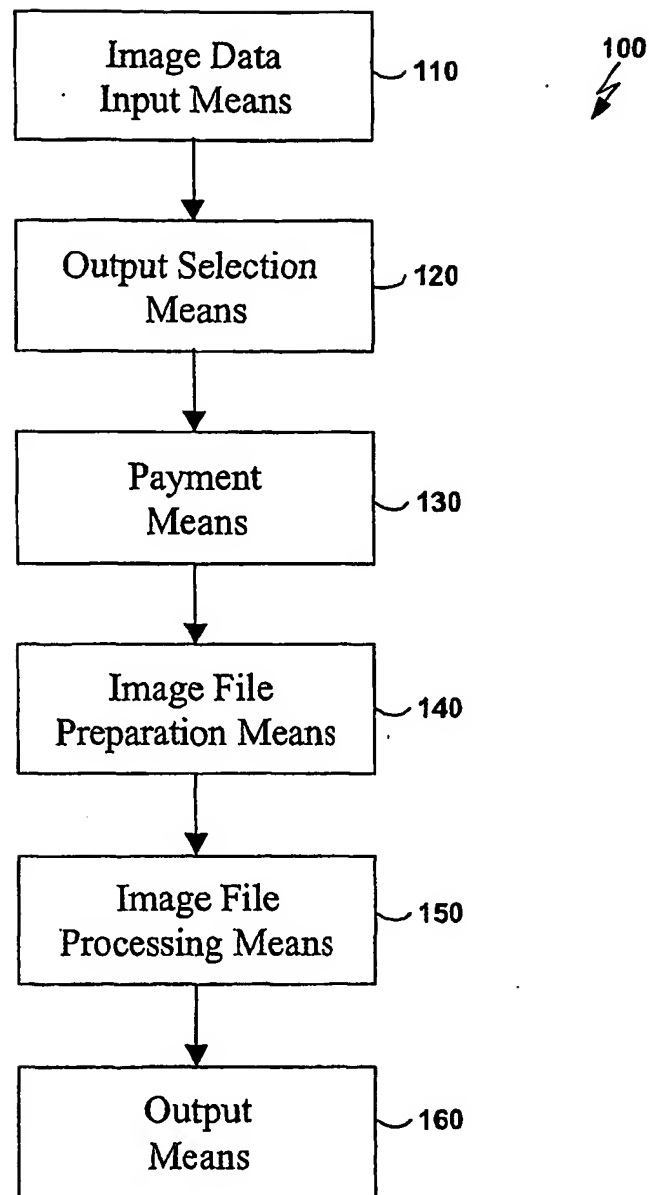 100
Image Data
Input Means
110
Output Selection
Means
120
Payment
Means
130
Image File
Preparation Means
140
Image File
Processing Means
150
Output
Means
160